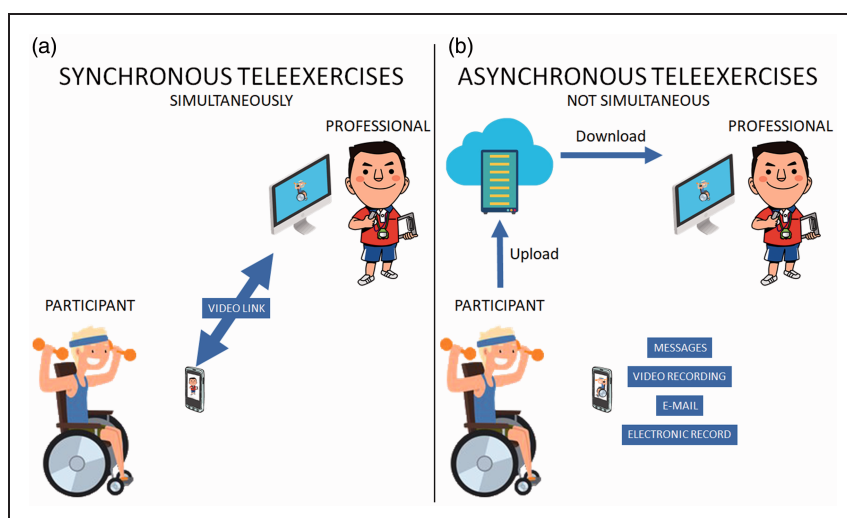 (a)
SYNCHRONOUS TELEEXERCISES
SIMULTANEOUSLY
PROFESSIONAL
VIDEO LINK
PARTICIPANT
(b)
ASYNCHRONOUS TELEEXERCISES
NOT SIMULTANEOUS
PROFESSIONAL
Download
Upload
PARTICIPANT
MESSAGES
VIDEO RECORDING
E-MAIL
ELECTRONIC RECORD